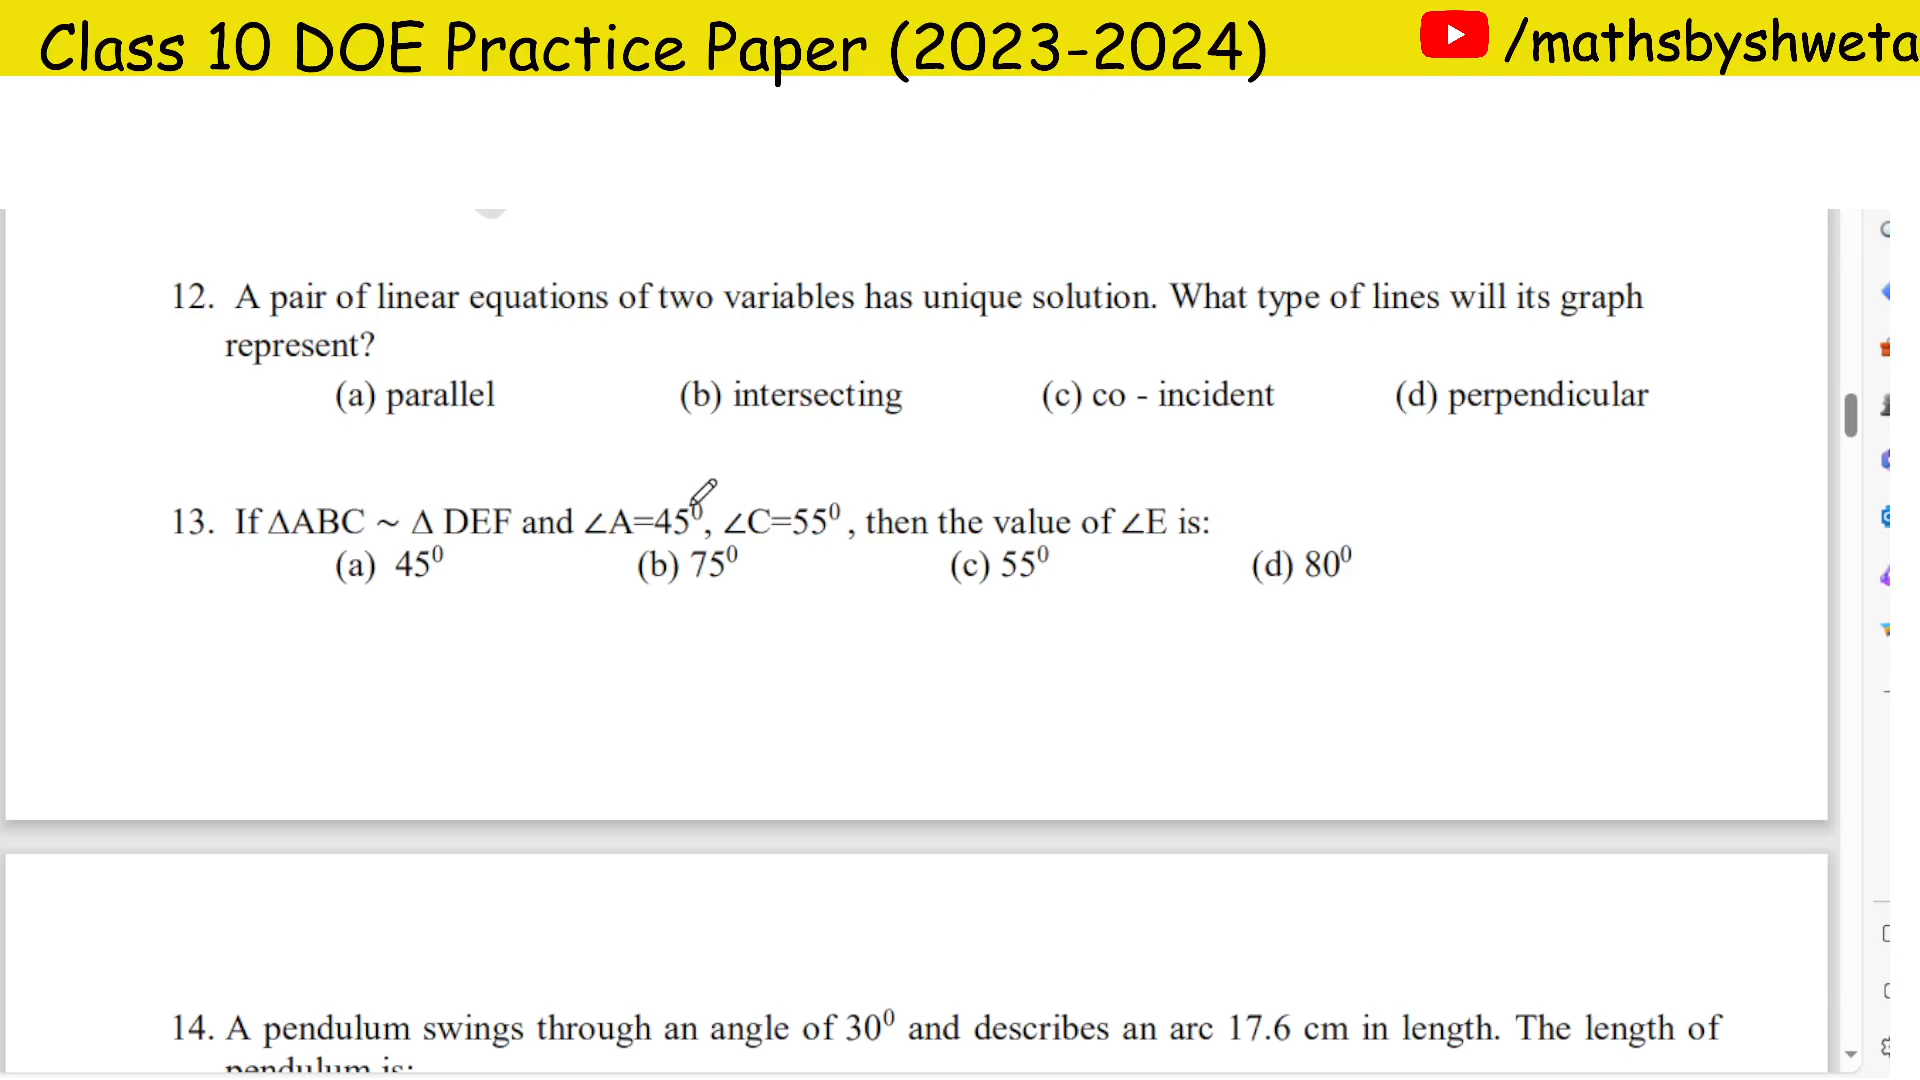 Class 10 DOE Practice Paper (2023-2024)
/mathsbyshweta
12. A pair of linear equations of two variables has unique solution. What type of lines will its graph
represent?
(a) parallel (b) intersecting (c) co - incident (d) perpendicular
13. If ΔABC ~ Δ DEF and ∠A=45⁰, ∠C=55⁰ , then the value of ∠E is:
(a) 45⁰ (b) 75⁰ (c) 55⁰ (d) 80⁰
14. A pendulum swings through an angle of 30⁰ and describes an arc 17.6 cm in length. The length of
pendulum is: